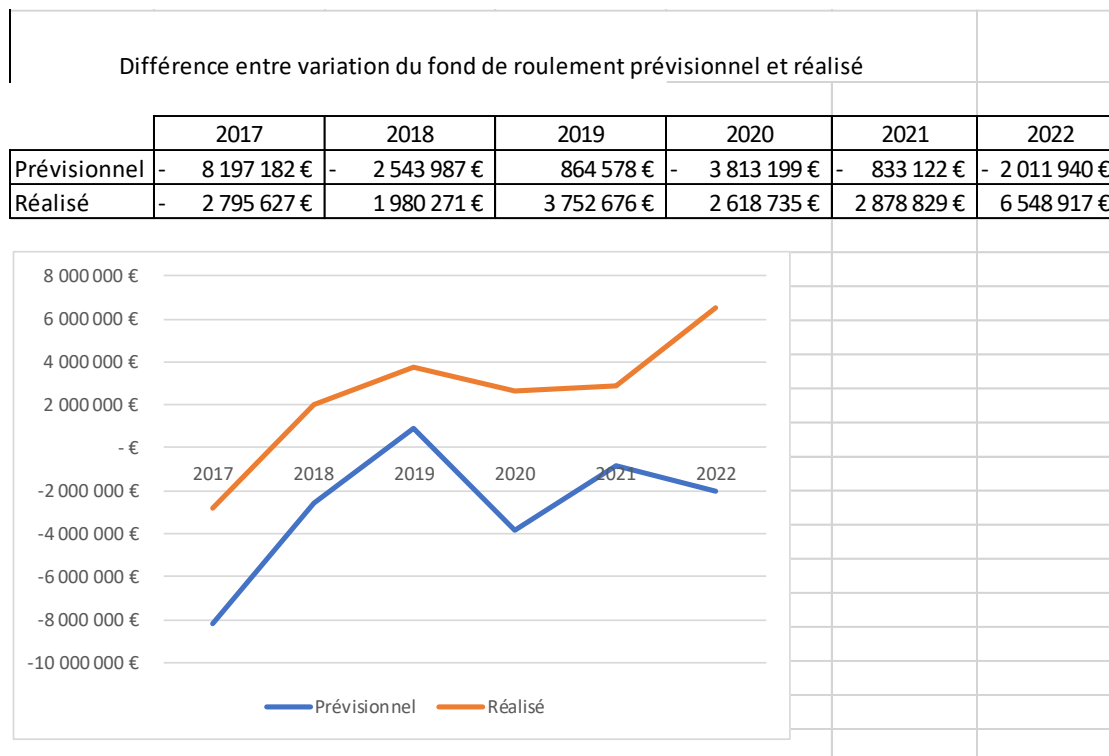 Différence entre variation du fond de roulement prévisionnel et réalisé
2017 2018 2019 2020 2021 2022
Prévisionnel - 8 197 182 € - 2 543 987 € 864 578 € - 3 813 199 € - 833 122 € - 2 011 940 €
Réalisé - 2 795 627 € 1 980 271 € 3 752 676 € 2 618 735 € 2 878 829 € 6 548 917 €
8 000 000 €
6 000 000 €
4 000 000 €
2 000 000 €
- €
2017 2018 2019 2020 2021 2022
-2 000 000 €
-4 000 000 €
-6 000 000 €
-8 000 000 €
-10 000 000 €
Prévisionnel Réalisé